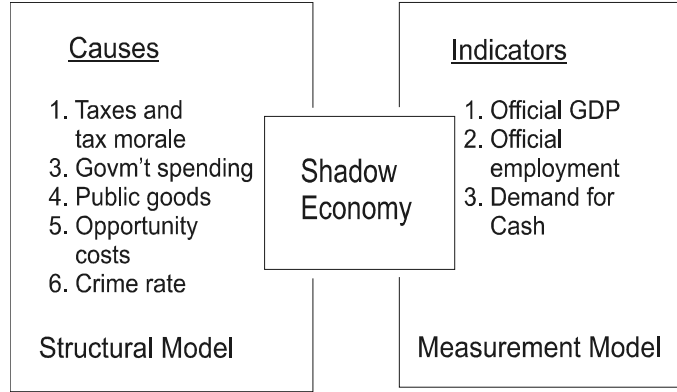 Causes
1. Taxes and
tax morale
3. Govm't spending
4. Public goods
5. Opportunity
costs
6. Crime rate
Structural Model
Shadow
Economy
Indicators
1. Official GDP
2. Official
employment
3. Demand for
Cash
Measurement Model